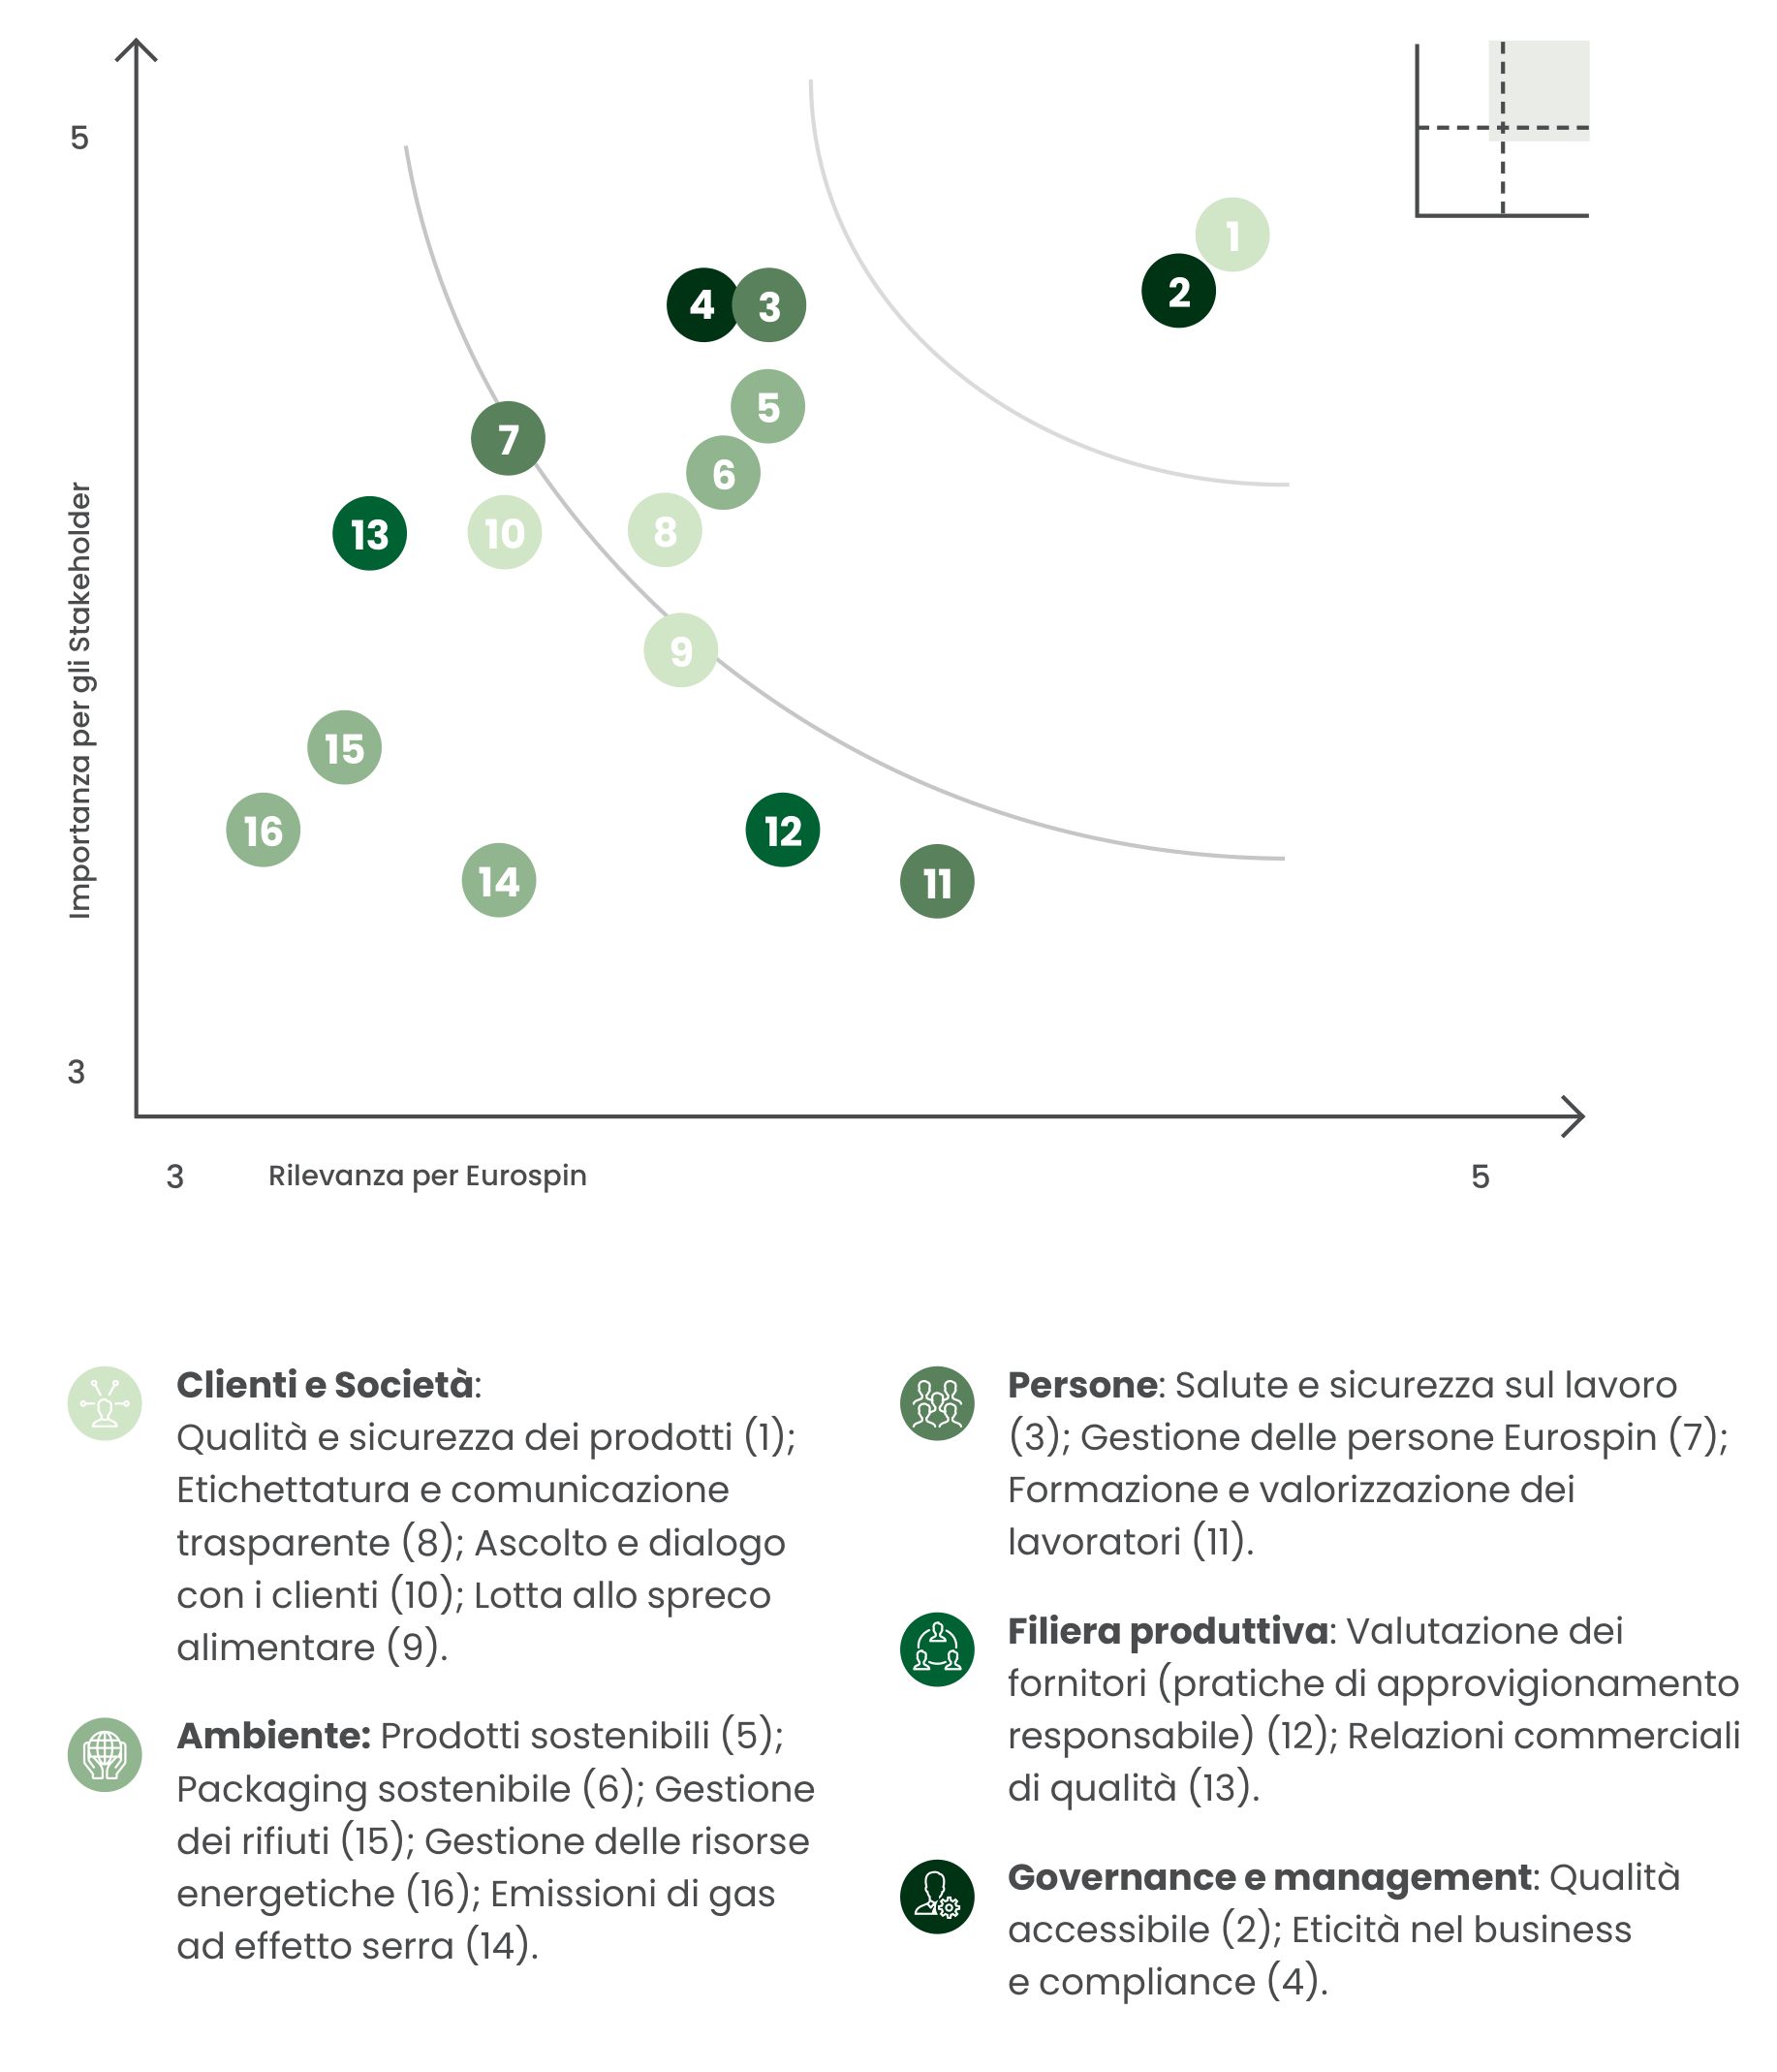 5
1
2
4
3
5
7
6
13
10
8
9
15
16
12
14
11
Importanza per gli Stakeholder
3
3
Rilevanza per Eurospin
5
Clienti e Società:
Qualità e sicurezza dei prodotti (1);
Etichettatura e comunicazione
trasparente (8); Ascolto e dialogo
con i clienti (10); Lotta allo spreco
alimentare (9).
Ambiente: Prodotti sostenibili (5);
Packaging sostenibile (6); Gestione
dei rifiuti (15); Gestione delle risorse
energetiche (16); Emissioni di gas
ad effetto serra (14).
Persone: Salute e sicurezza sul lavoro
(3); Gestione delle persone Eurospin (7);
Formazione e valorizzazione dei
lavoratori (11).
Filiera produttiva: Valutazione dei
fornitori (pratiche di approvigionamento
responsabile) (12); Relazioni commerciali
di qualità (13).
Governance e management: Qualità
accessibile (2); Eticità nel business
e compliance (4).